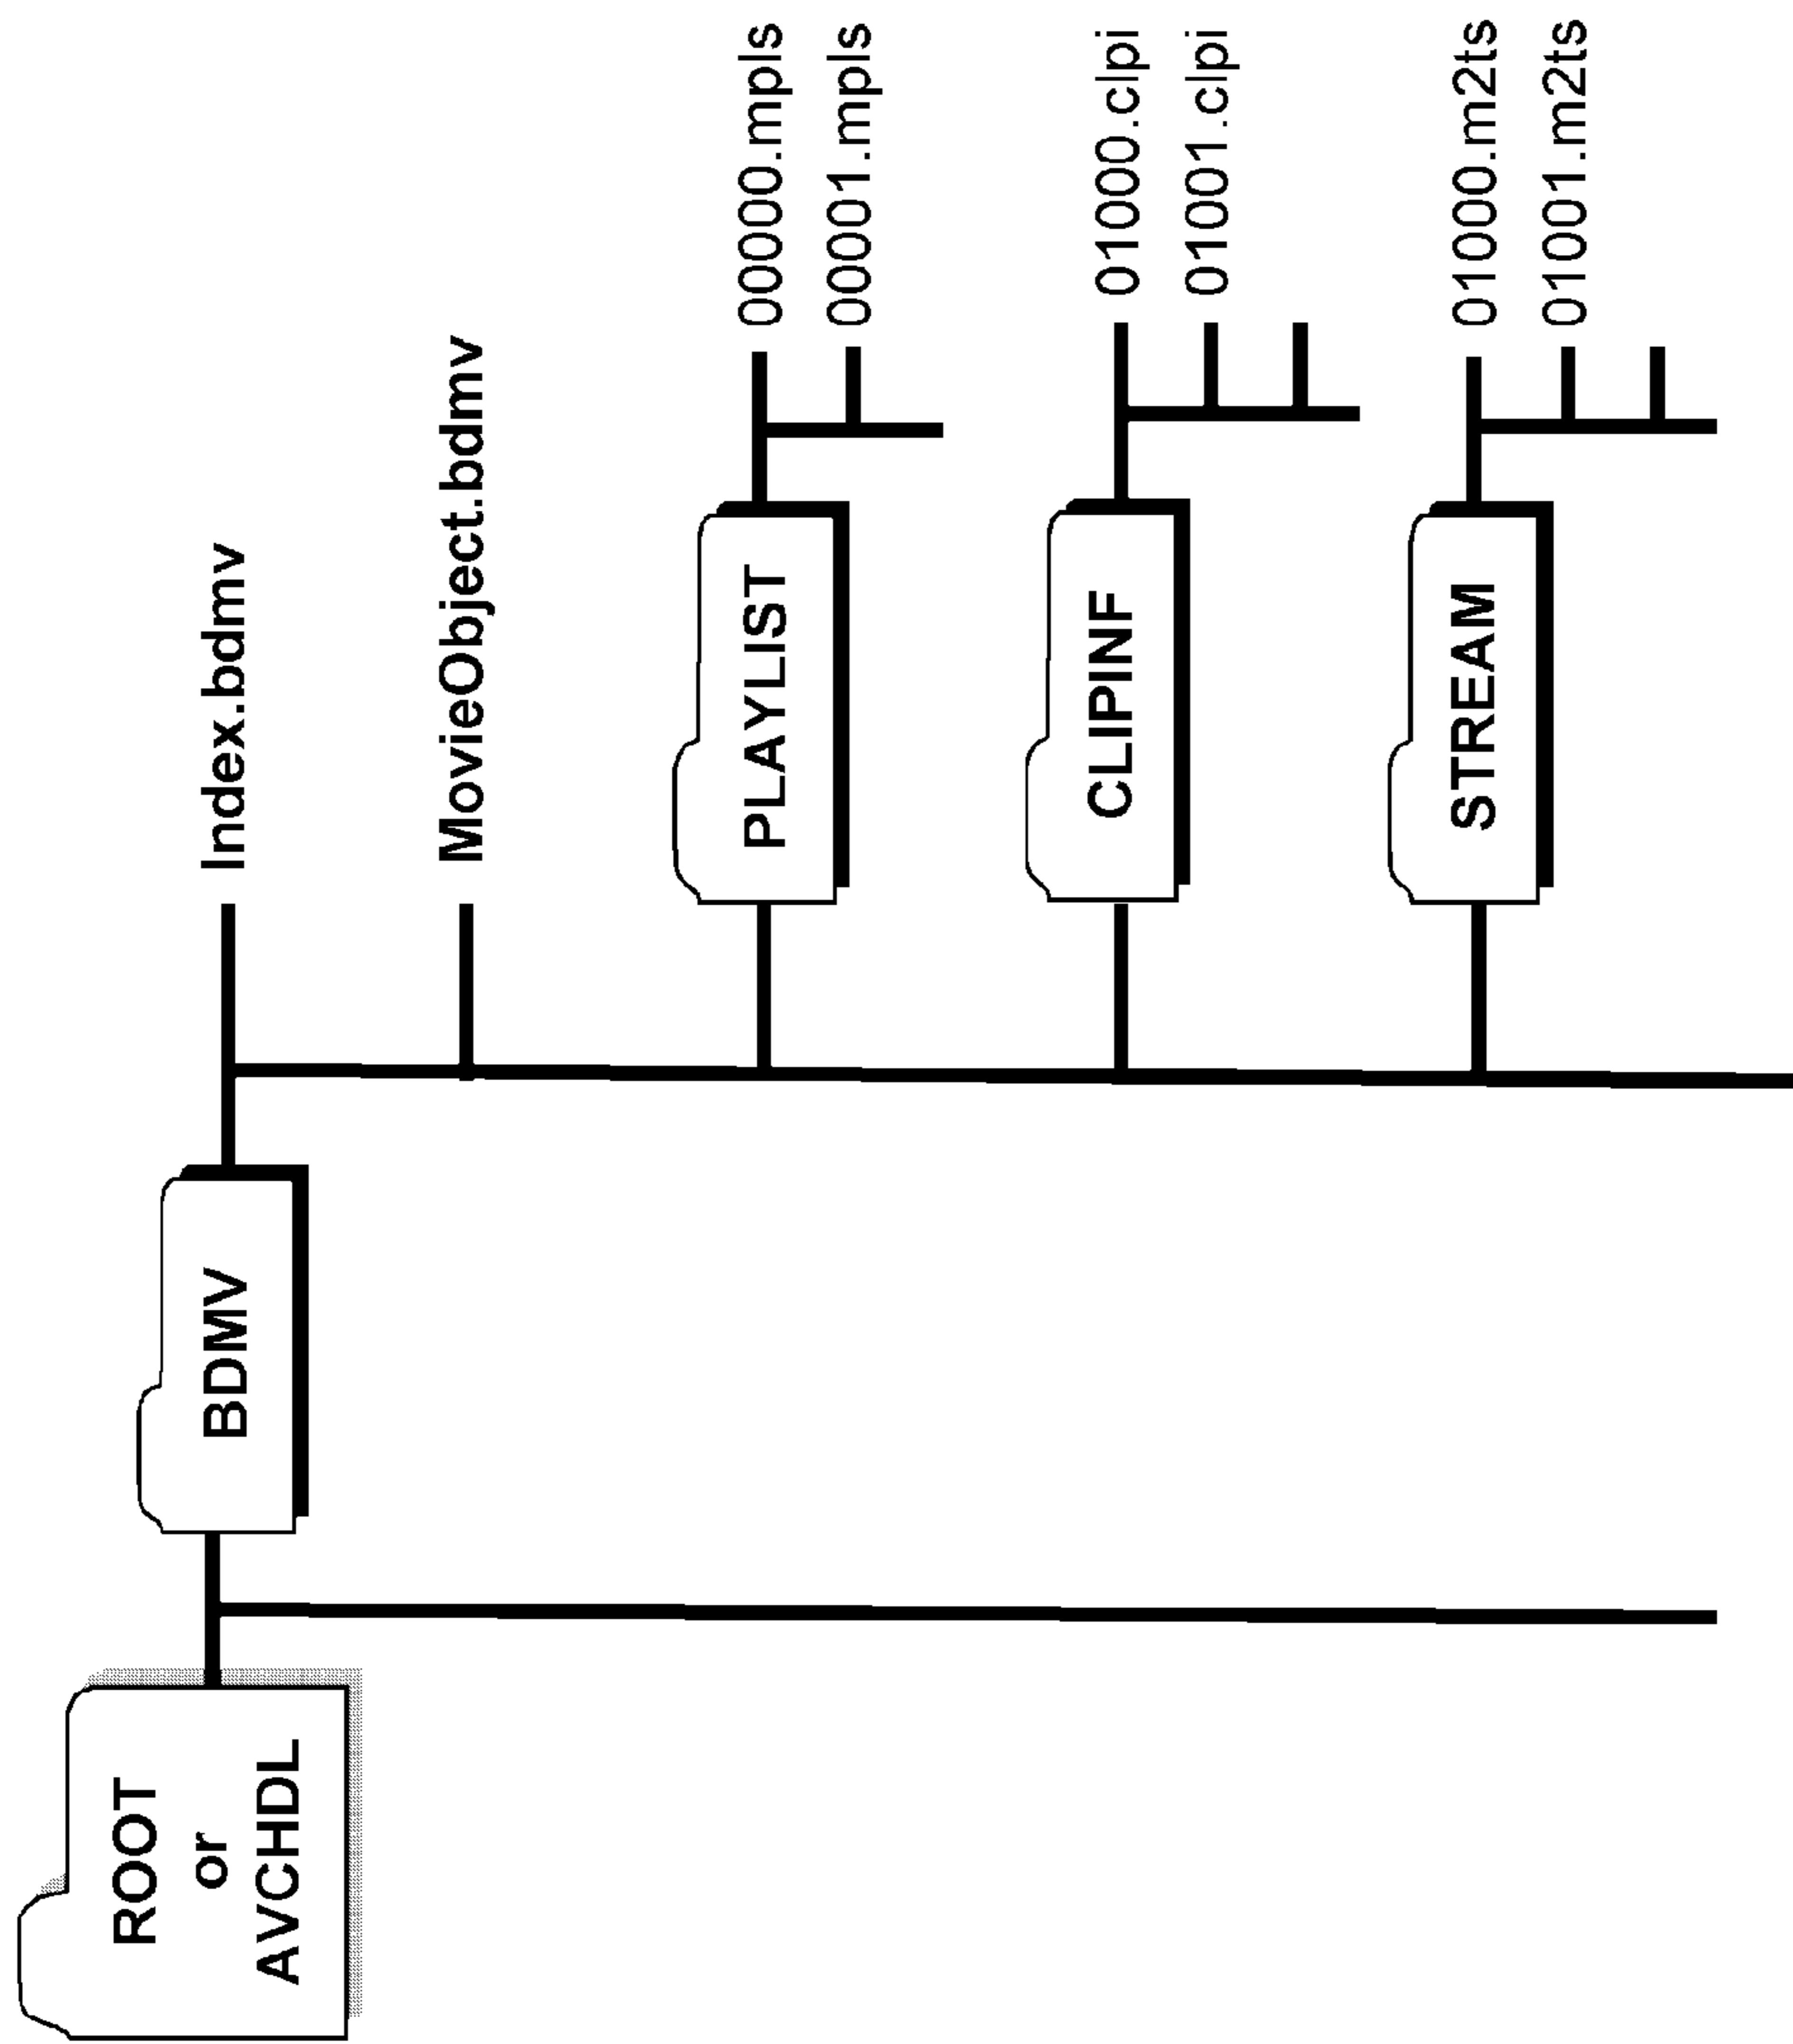 ROOT
or
AVCHDL
BDMV
Index.bdmv
MovieObject.bdmv
PLAYLIST
00000.mpls
00001.mpls
CLIPINF
01000.clpi
01001.clpi
STREAM
01000.m2ts
01001.m2ts